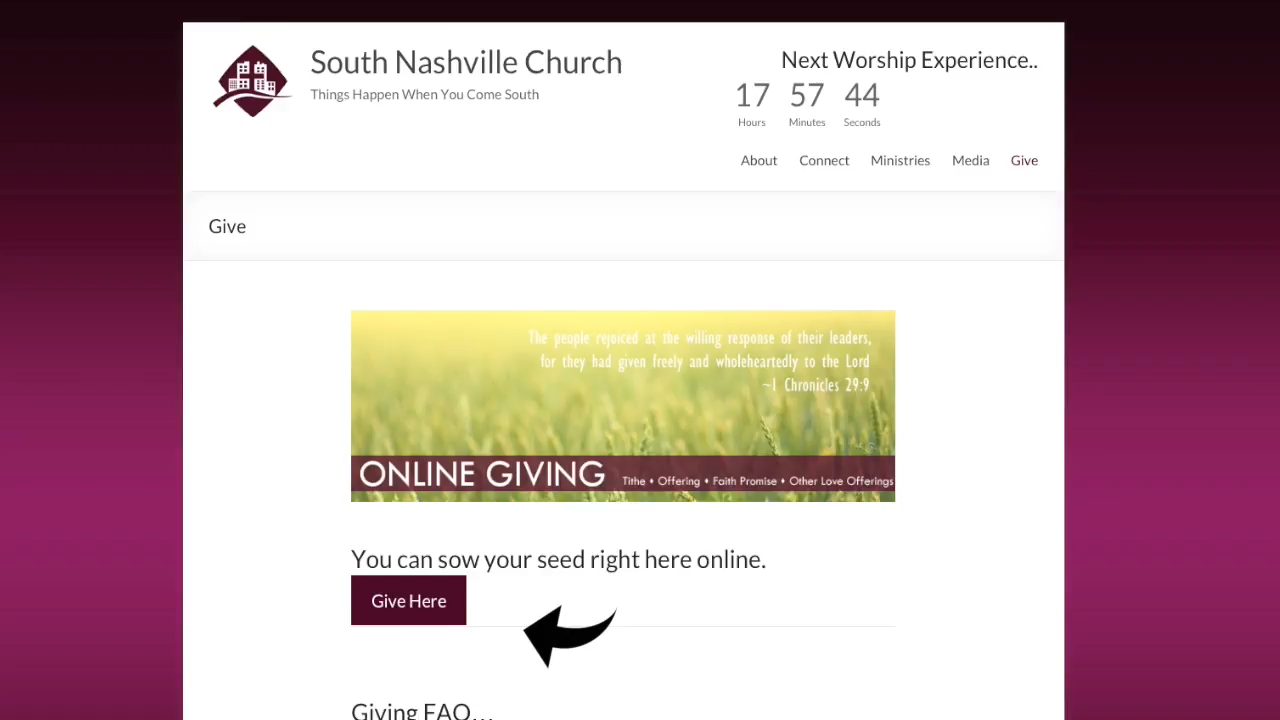 South Nashville Church
Things Happen When You Come South
Next Worship Experience..
17 57 44
Hours Minutes Seconds
About Connect Ministries Media Give
Give
The people rejoiced at the willing response of their leaders,
for they had given freely and wholeheartedly to the Lord
~1 Chronicles 29:9
ONLINE GIVING Tithe • Offering • Faith Promise • Other Love Offerings
You can sow your seed right here online.
Give Here
Giving FAQ...